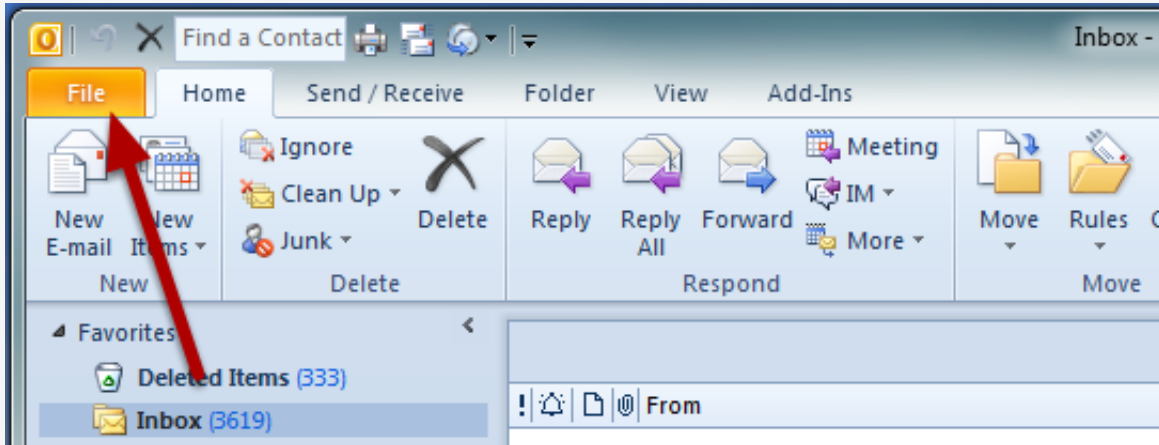 Find a Contact
Inbox -
File Home Send / Receive Folder View Add-Ins
New E-mail
New Items
Ignore
Clean Up
Junk
Delete
Reply
Reply All
Forward
Meeting
IM
More
Move
Rules
New Delete Respond Move
Favorites
Deleted Items (333)
Inbox (3619)
! From